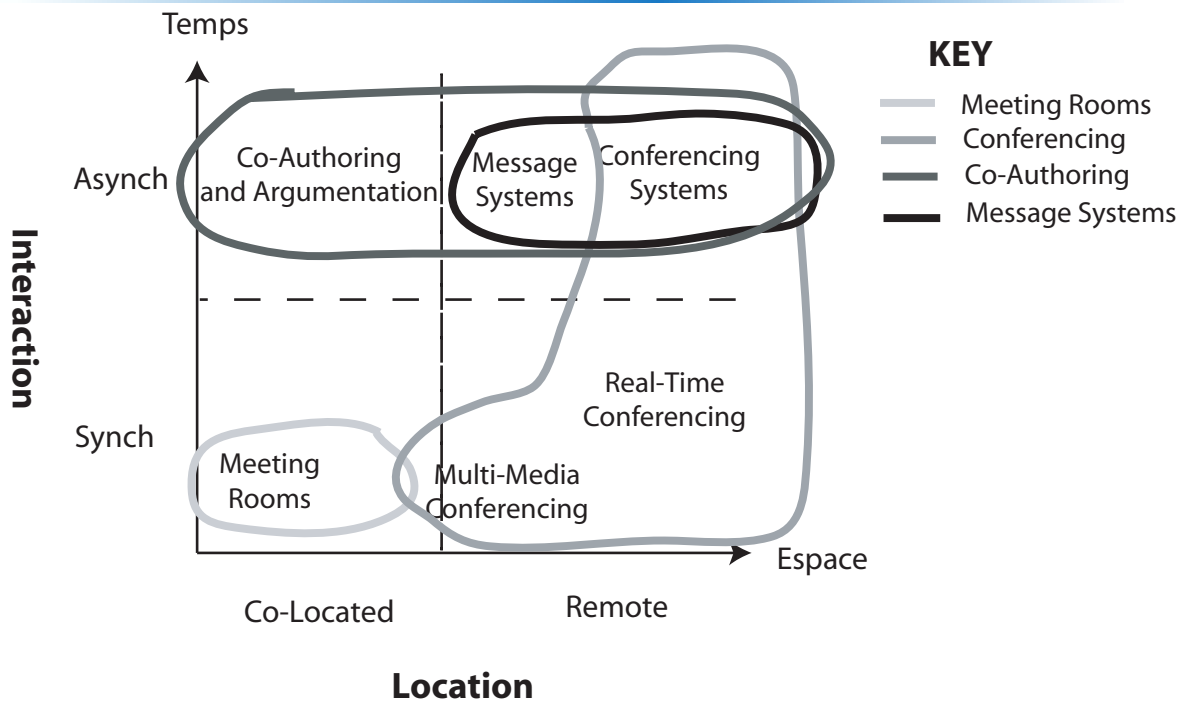 Temps
KEY
Meeting Rooms
Conferencing
Co-Authoring
Message Systems
Interaction
Asynch
Co-Authoring
and Argumentation
Message
Systems
Conferencing
Systems
Real-Time
Conferencing
Synch
Meeting
Rooms
Multi-Media
Conferencing
Espace
Co-Located
Remote
Location